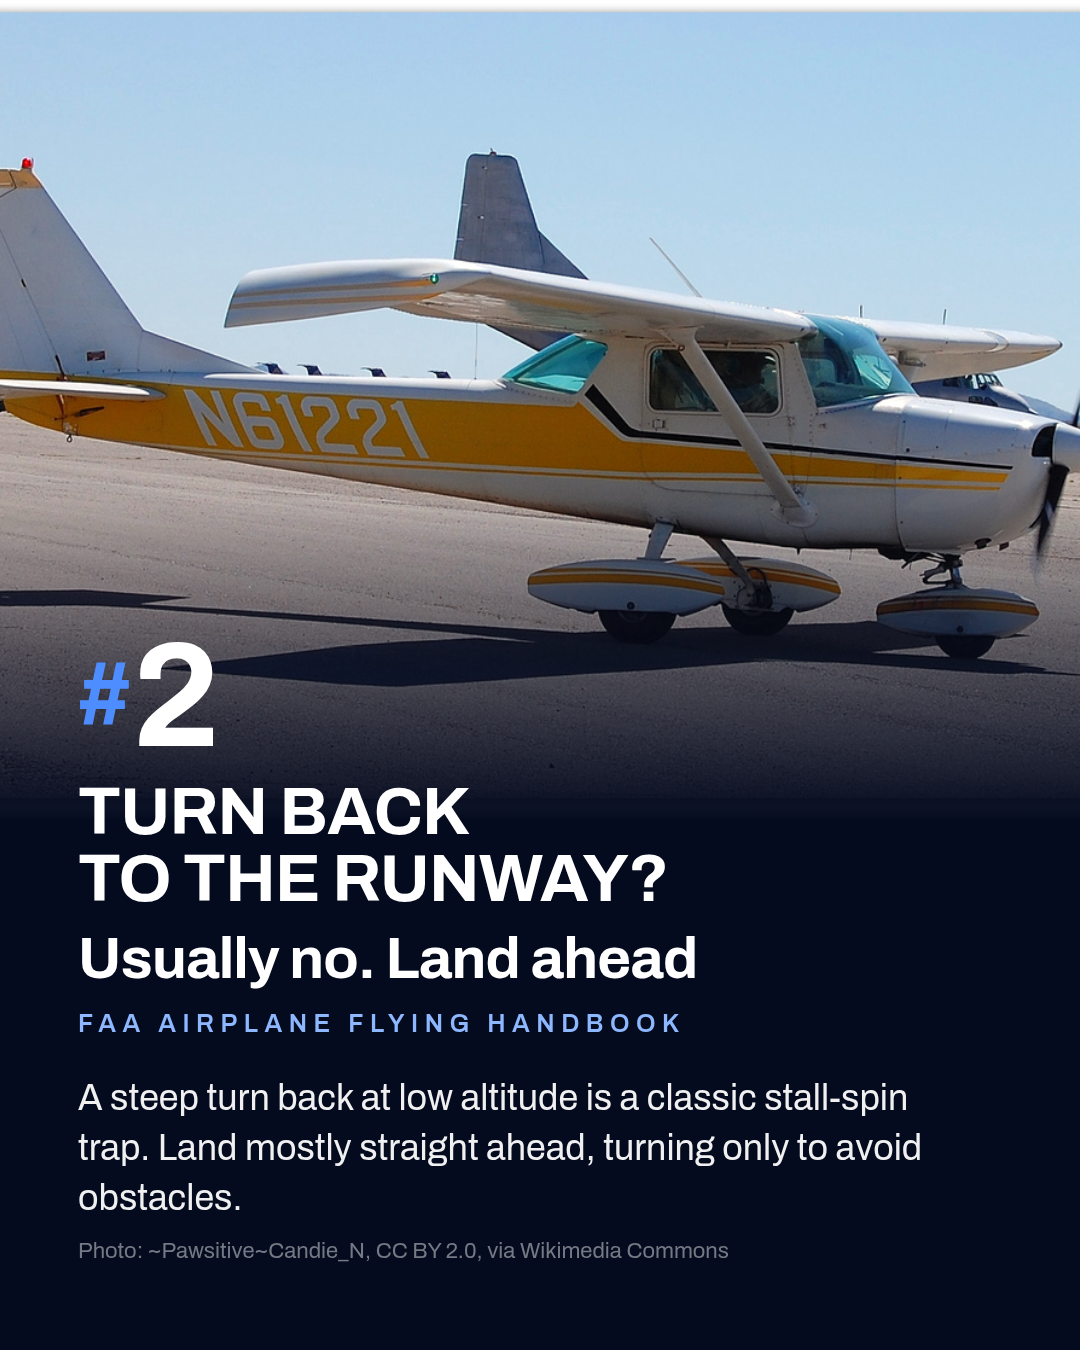 N61221
#2
TURN BACK
TO THE RUNWAY?
Usually no. Land ahead
FAA AIRPLANE FLYING HANDBOOK
A steep turn back at low altitude is a classic stall-spin
trap. Land mostly straight ahead, turning only to avoid
obstacles.
Photo: ~Pawsitive~Candie_N, CC BY 2.0, via Wikimedia Commons